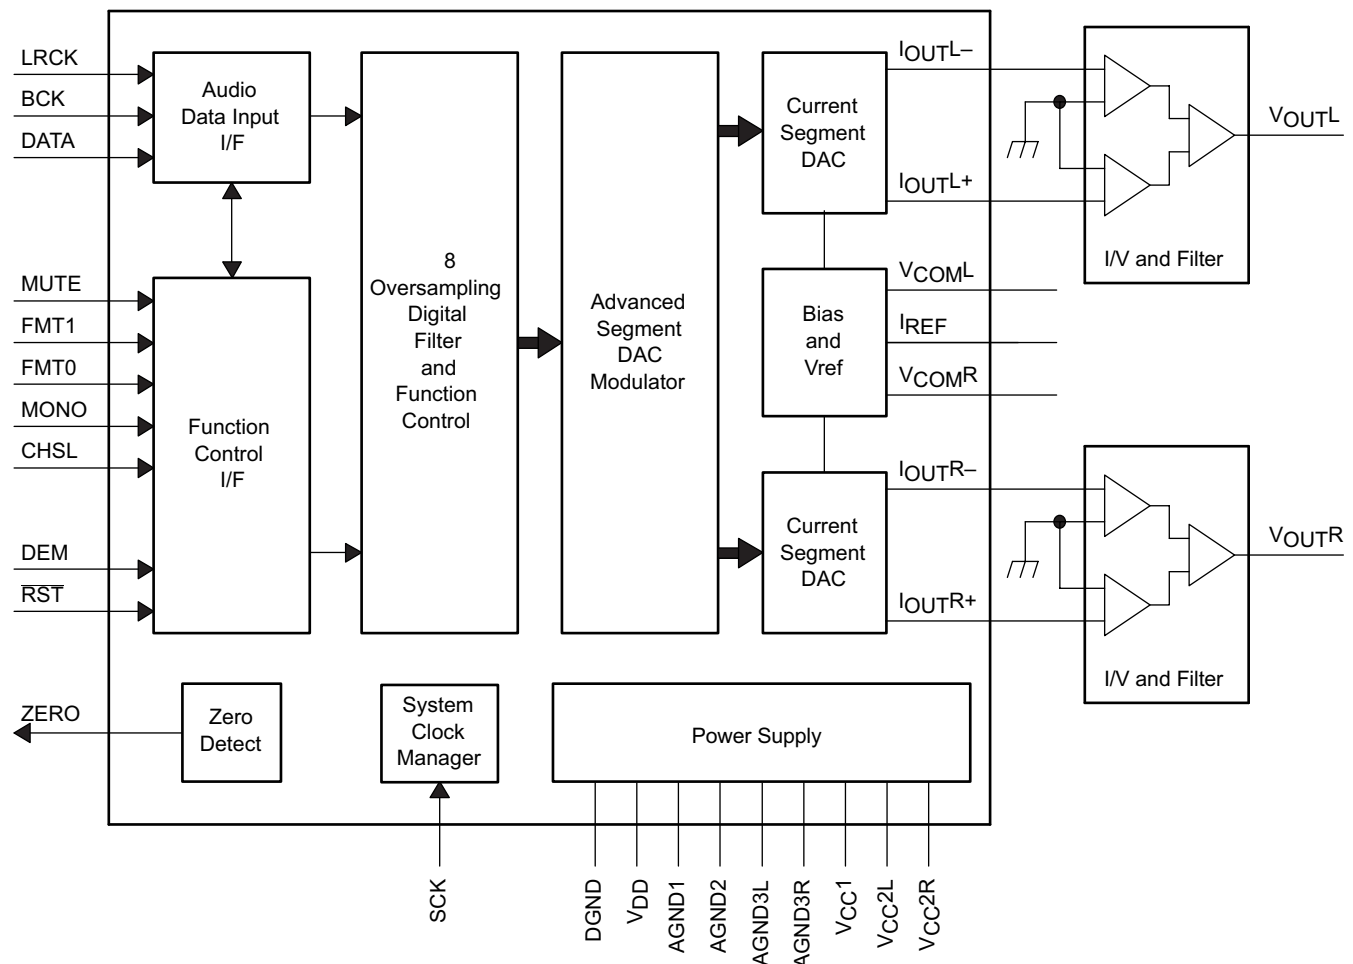 LRCK
BCK
DATA
Audio
Data Input
I/F
MUTE
FMT1
FMT0
MONO
CHSL
DEM
RST
Function
Control
I/F
8
Oversampling
Digital
Filter
and
Function
Control
Advanced
Segment
DAC
Modulator
Current
Segment
DAC
Bias
and
Vref
Current
Segment
DAC
IOUTL–
IOUTL+
VCOML
IREF
VCOMR
IOUTR–
IOUTR+
I/V and Filter
VOUTL
I/V and Filter
VOUTR
ZERO
Zero
Detect
System
Clock
Manager
Power Supply
SCK
DGND
VDD
AGND1
AGND2
AGND3L
AGND3R
VCC1
VCC2L
VCC2R